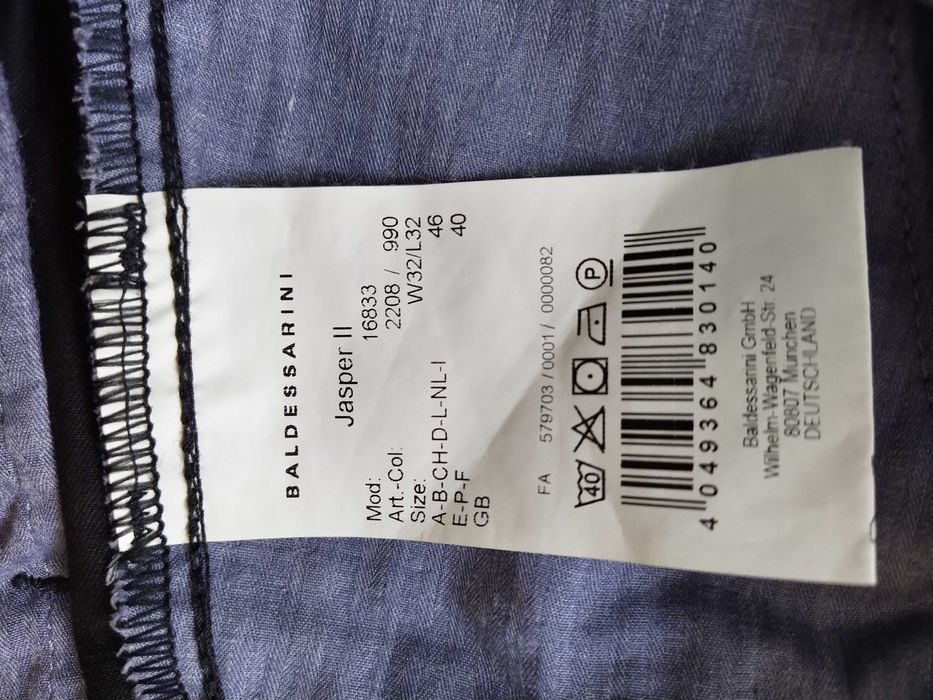 BALDESSARINI
Jasper II
Mod: 16833
Art.-Col: 2208 / 990
Size: W32/L32
A-B-CH-D-L-NL-I 46
E-P-F 40
GB
FA 579703 /0001/ 0000082
40 P
4 049364 830140
Baldessarini GmbH
Wilhelm-Wagenfeld-Str. 24
80807 München
DEUTSCHLAND